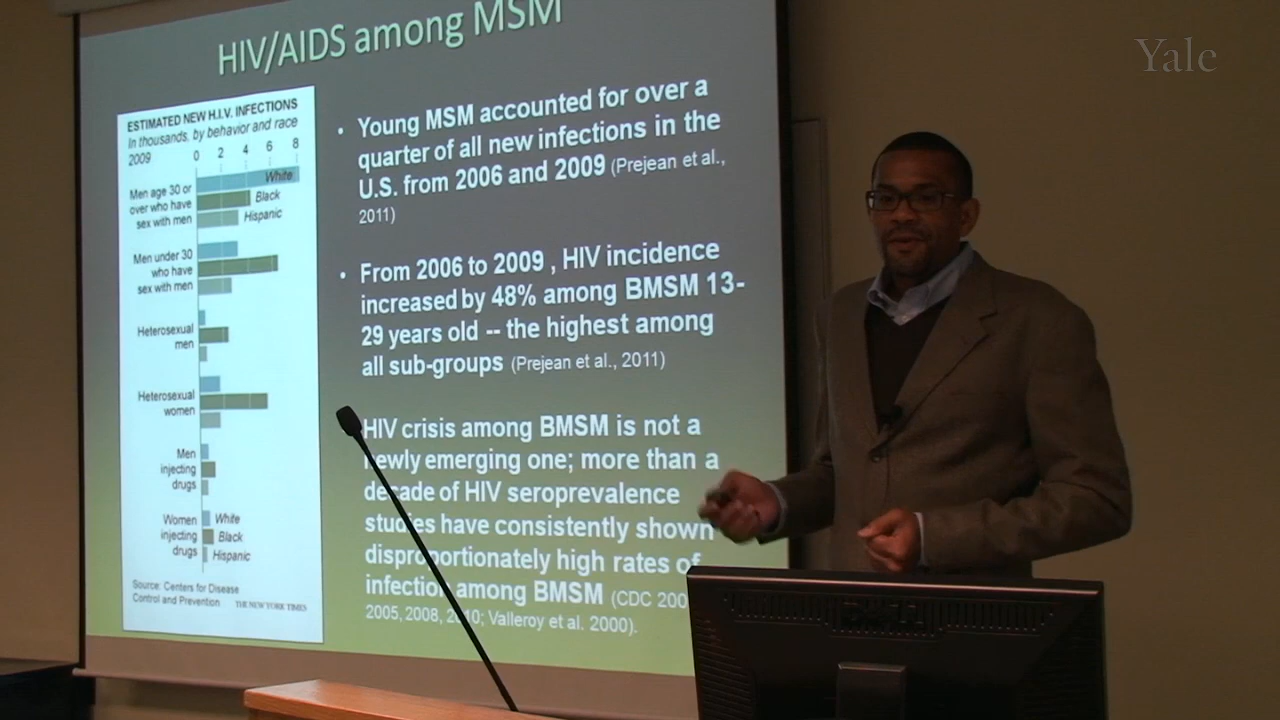 HIV/AIDS among MSM
Yale
ESTIMATED NEW H.I.V. INFECTIONS
In thousands, by behavior and race
2009
0 2 4 6 8
Men age 30 or
over who have
sex with men
White
Black
Hispanic
Men under 30
who have
sex with men
Heterosexual
men
Heterosexual
women
Men
injecting
drugs
Women
injecting
drugs
White
Black
Hispanic
Source: Centers for Disease
Control and Prevention
THE NEW YORK TIMES
• Young MSM accounted for over a
quarter of all new infections in the
U.S. from 2006 and 2009 (Prejean et al.,
2011)
• From 2006 to 2009 , HIV incidence
increased by 48% among BMSM 13-
29 years old -- the highest among
all sub-groups (Prejean et al., 2011)
HIV crisis among BMSM is not a
newly emerging one; more than a
decade of HIV seroprevalence
studies have consistently shown
disproportionately high rates of
infection among BMSM (CDC
2005, 2008, Valleroy et al. 2000).